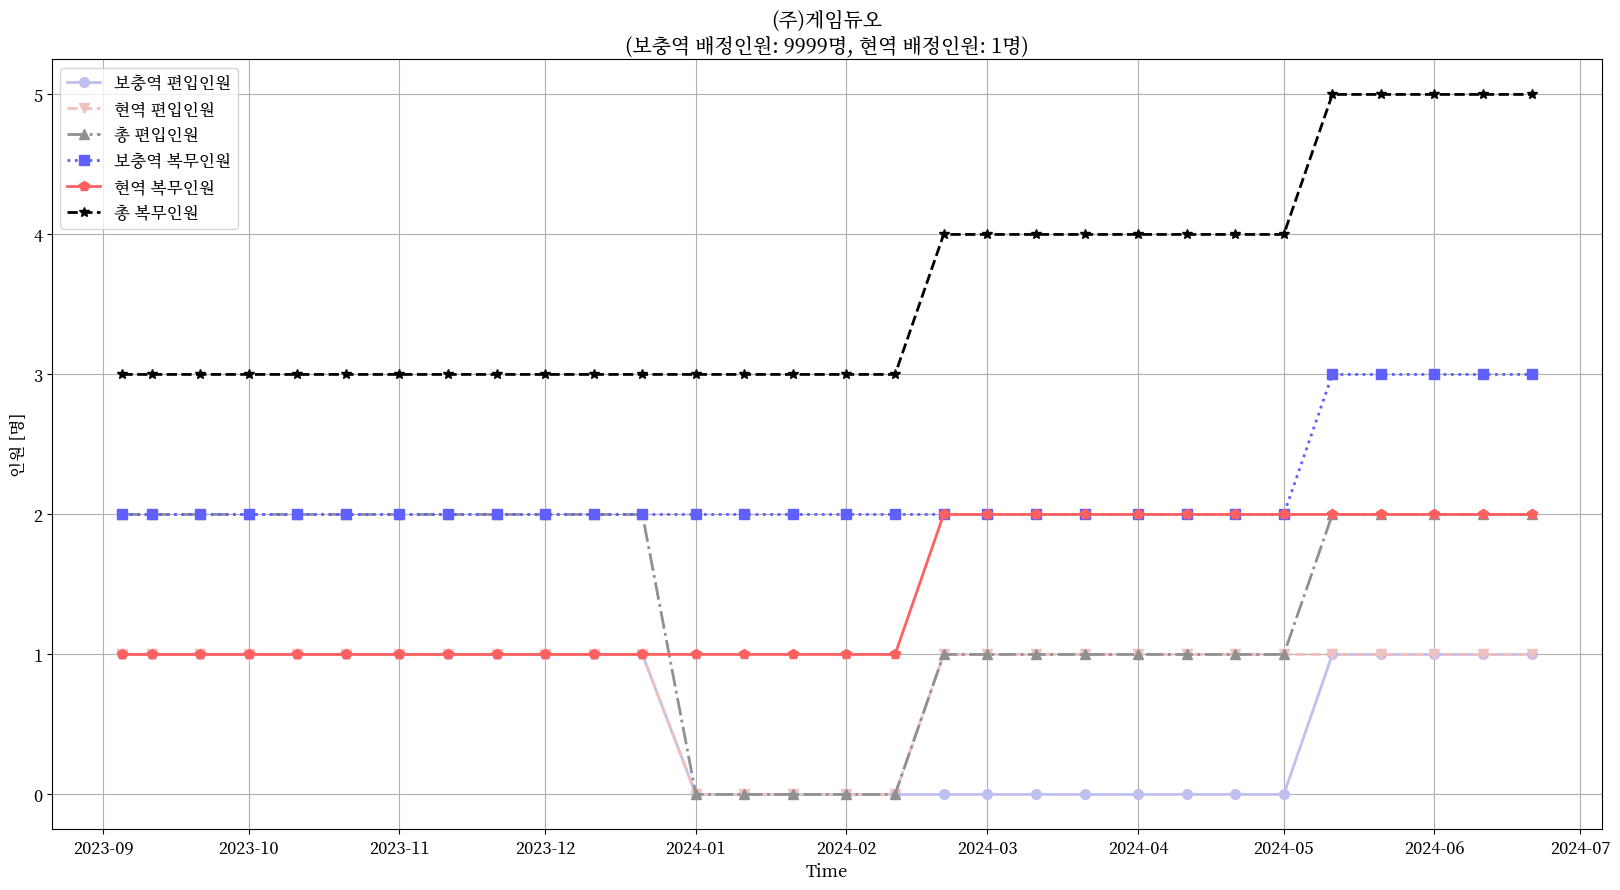 (주)게임듀오
(보충역 배정인원: 9999명, 현역 배정인원: 1명)
보충역 편입인원
현역 편입인원
총 편입인원
보충역 복무인원
현역 복무인원
총 복무인원
5
4
3
2
1
0
인원 [명]
2023-09 2023-10 2023-11 2023-12 2024-01 2024-02 2024-03 2024-04 2024-05 2024-06 2024-07
Time